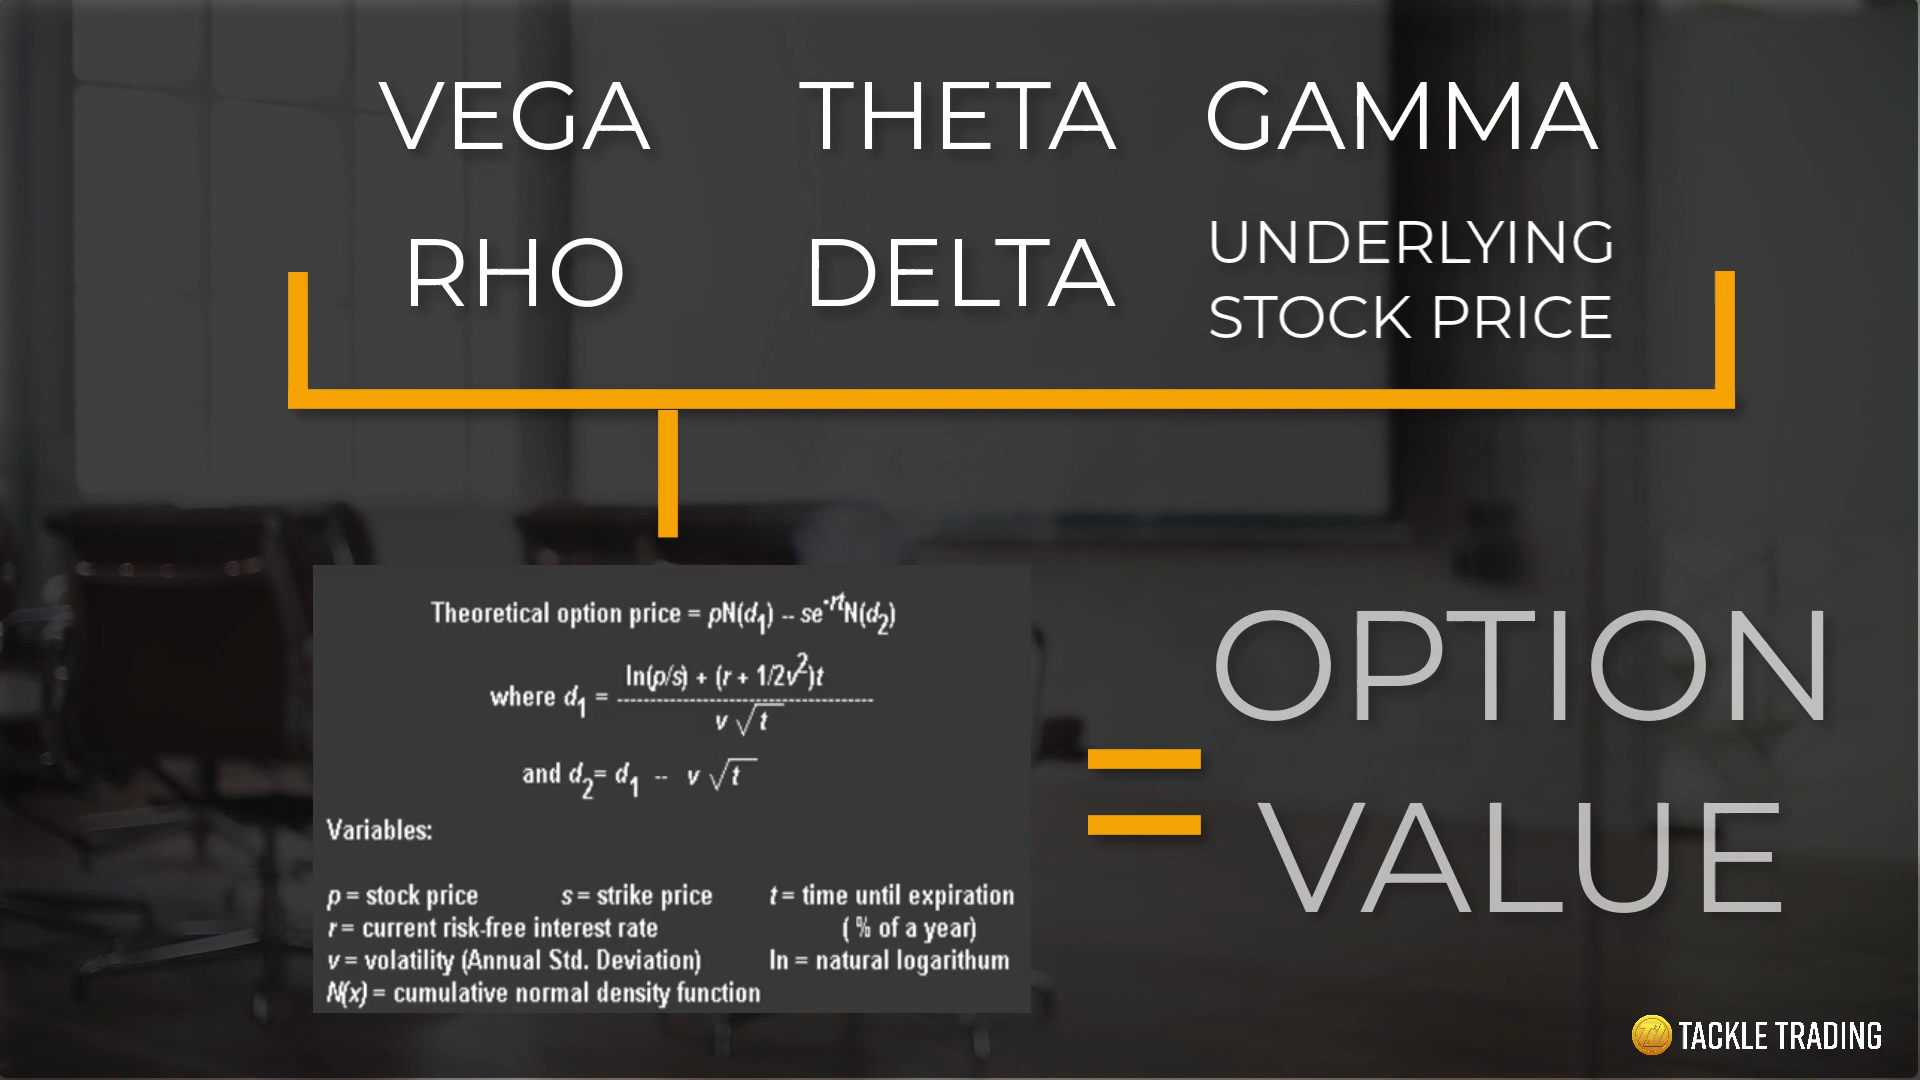 VEGA THETA GAMMA
RHO DELTA UNDERLYING
STOCK PRICE
Theoretical option price = pN(d₁) -- se⁻ʳᵗN(d₂)
where d₁ = ln(p/s) + (r + 1/2v²)t
v √t
and d₂= d₁ -- v √t
Variables:
p = stock price s = strike price t = time until expiration
r = current risk-free interest rate ( % of a year)
v = volatility (Annual Std. Deviation) ln = natural logarithum
N(x) = cumulative normal density function
=
OPTION
VALUE
TACKLE TRADING